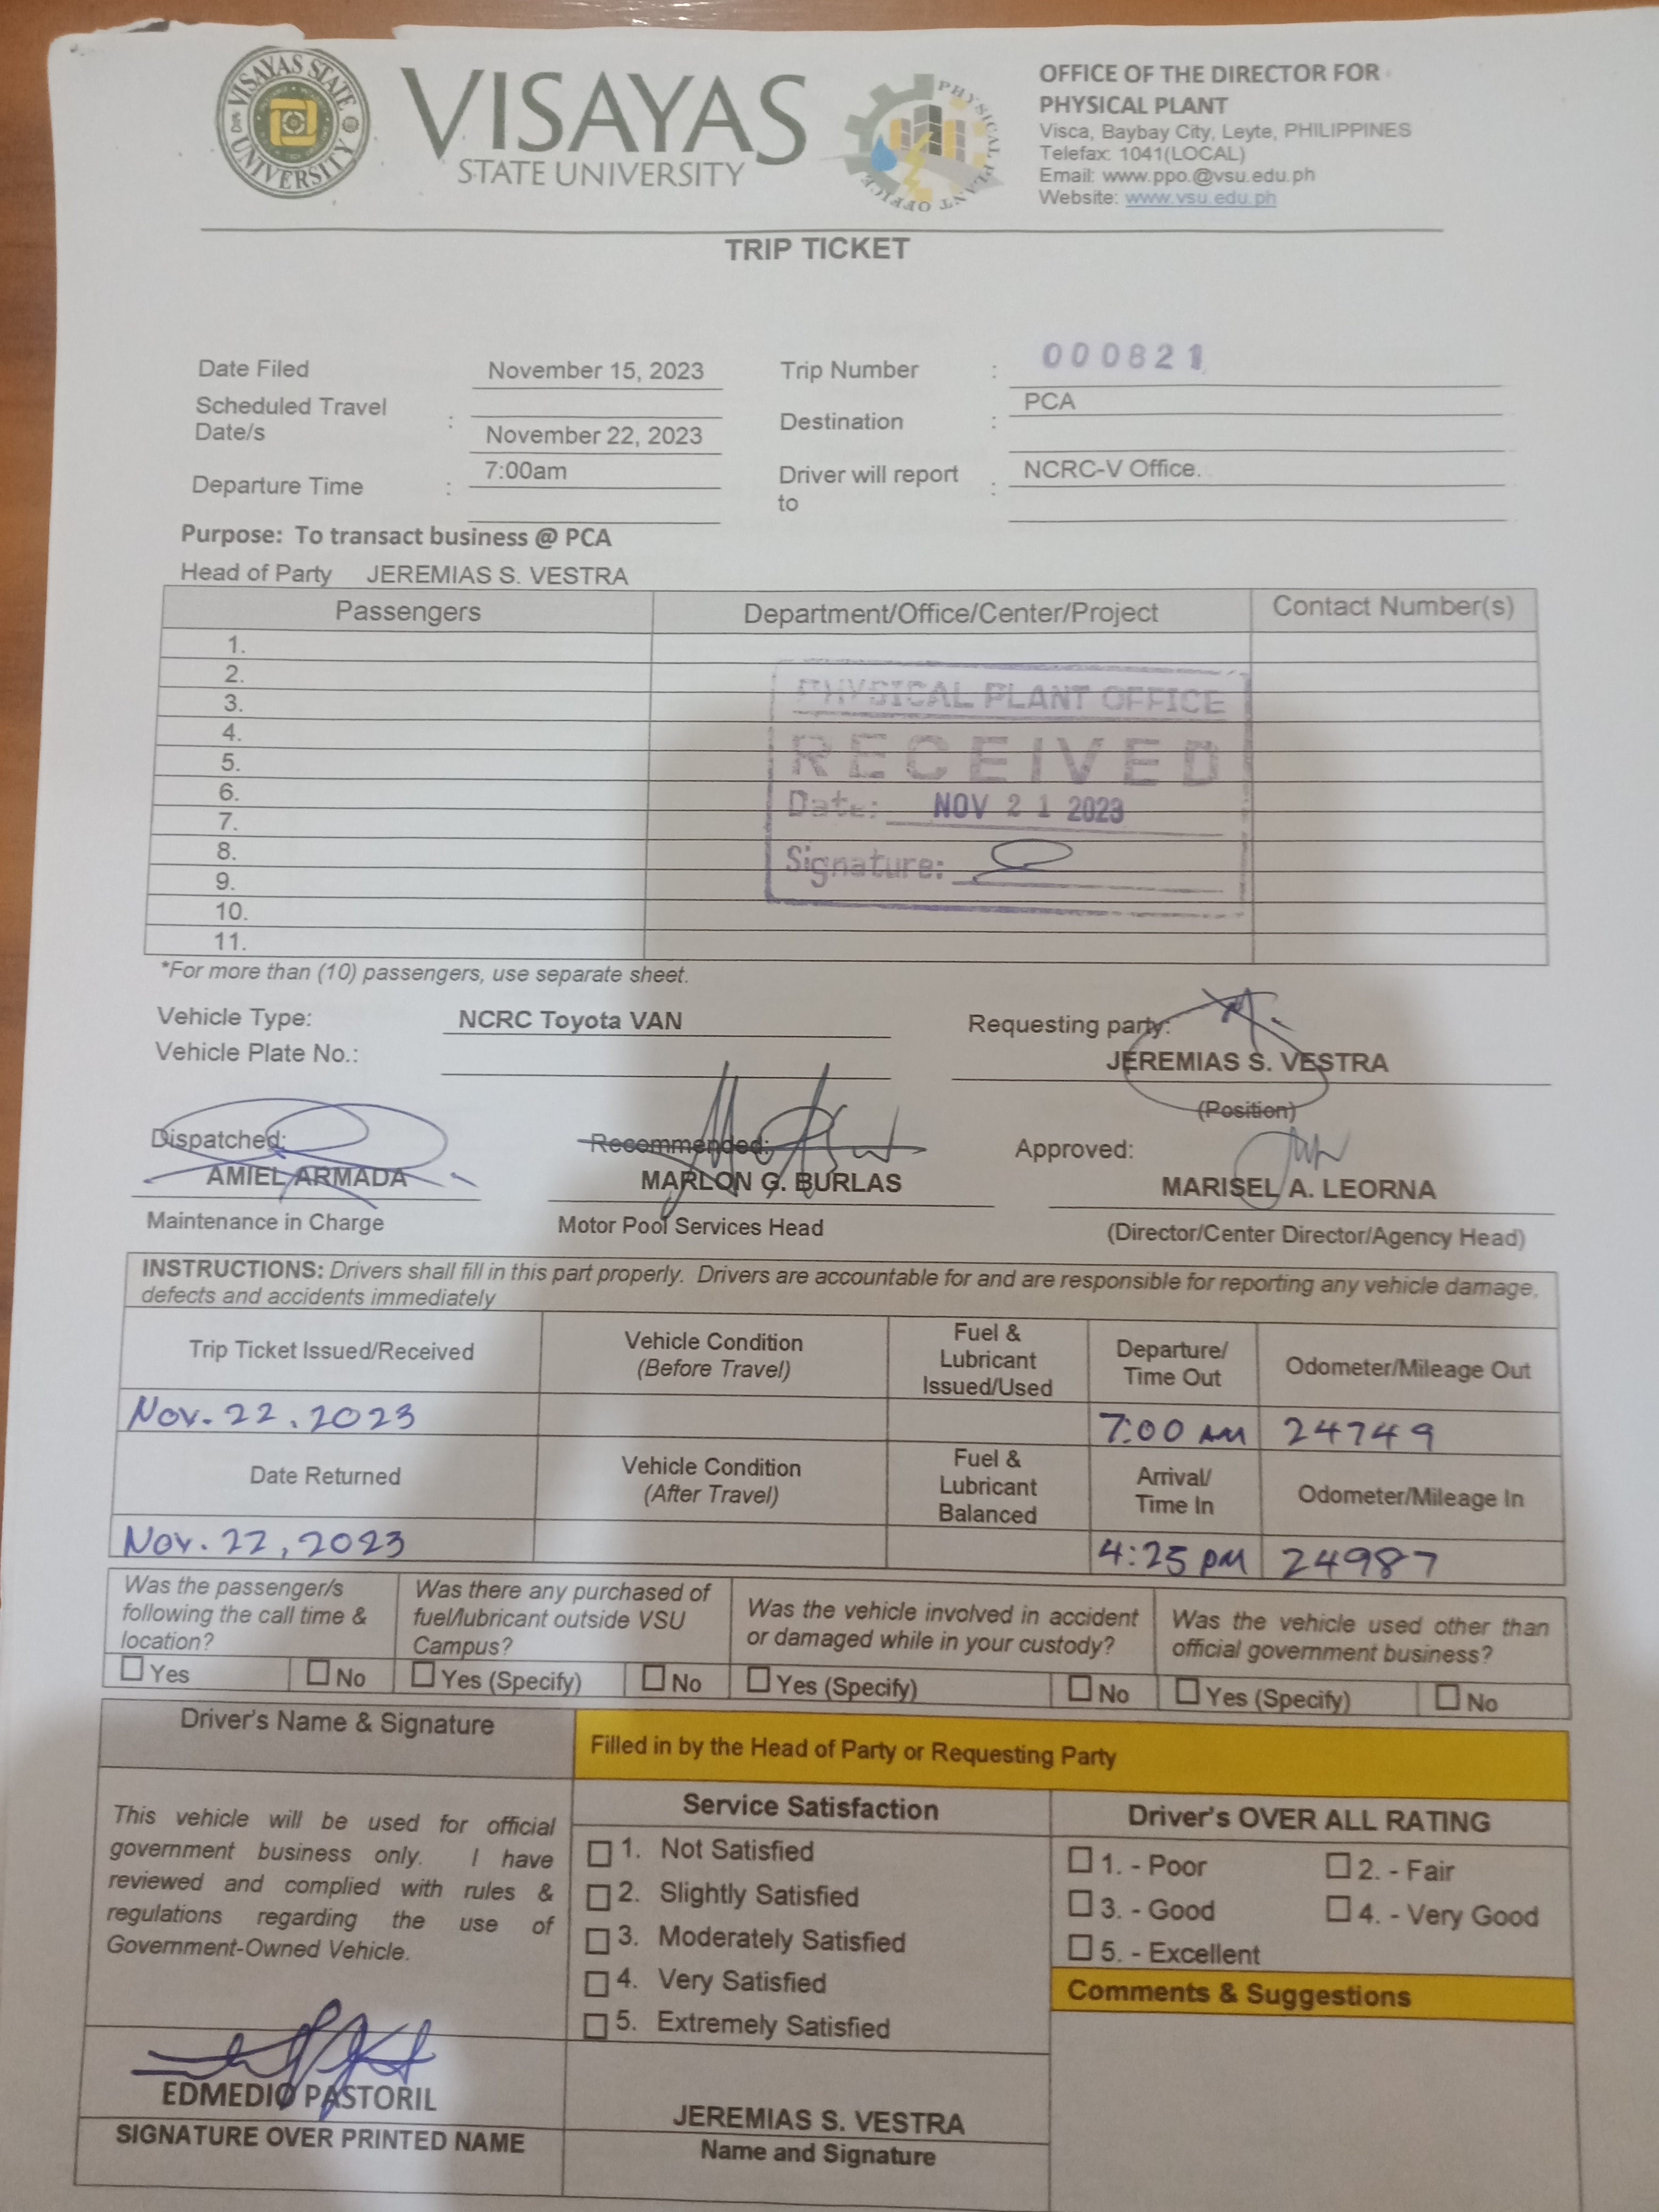 VISAYAS STATE UNIVERSITY
VISAYAS
STATE UNIVERSITY
PHYSICAL PLANT OFFICE
OFFICE OF THE DIRECTOR FOR
PHYSICAL PLANT
Visca, Baybay City, Leyte, PHILIPPINES
Telefax: 1041(LOCAL)
Email: www.ppo.@vsu.edu.ph
Website: www.vsu.edu.ph
TRIP TICKET
Date Filed November 15, 2023 Trip Number : 000821
Scheduled Travel Date/s : November 22, 2023 Destination : PCA
Departure Time : 7:00am Driver will report to : NCRC-V Office.
Purpose: To transact business @ PCA
Head of Party JEREMIAS S. VESTRA
Passengers Department/Office/Center/Project Contact Number(s)
1.
2.
3.
4.
5.
6.
7.
8.
9.
10.
11.
PHYSICAL PLANT OFFICE
RECEIVED
Date: NOV 21 2023
Signature:
*For more than (10) passengers, use separate sheet.
Vehicle Type: NCRC Toyota VAN Requesting party:
Vehicle Plate No.: JEREMIAS S. VESTRA
(Position)
Dispatched: Recommended: Approved:
AMIEL ARMADA MARLON G. BURLAS MARISEL A. LEORNA
Maintenance in Charge Motor Pool Services Head (Director/Center Director/Agency Head)
INSTRUCTIONS: Drivers shall fill in this part properly. Drivers are accountable for and are responsible for reporting any vehicle damage,
defects and accidents immediately
Trip Ticket Issued/Received Vehicle Condition (Before Travel) Fuel & Lubricant Issued/Used Departure/ Time Out Odometer/Mileage Out
Nov. 22, 2023 7:00 AM 24749
Date Returned Vehicle Condition (After Travel) Fuel & Lubricant Balanced Arrival/ Time In Odometer/Mileage In
Nov. 22, 2023 4:25 PM 24987
Was the passenger/s following the call time & location? Was there any purchased of fuel/lubricant outside VSU Campus? Was the vehicle involved in accident or damaged while in your custody? Was the vehicle used other than official government business?
Yes No Yes (Specify) No Yes (Specify) No Yes (Specify) No
Driver's Name & Signature
Filled in by the Head of Party or Requesting Party
This vehicle will be used for official
government business only. I have
reviewed and complied with rules &
regulations regarding the use of
Government-Owned Vehicle.
EDMEDIO PASTORIL
SIGNATURE OVER PRINTED NAME
Service Satisfaction
1. Not Satisfied
2. Slightly Satisfied
3. Moderately Satisfied
4. Very Satisfied
5. Extremely Satisfied
JEREMIAS S. VESTRA
Name and Signature
Driver's OVER ALL RATING
1. - Poor 2. - Fair
3. - Good 4. - Very Good
5. - Excellent
Comments & Suggestions